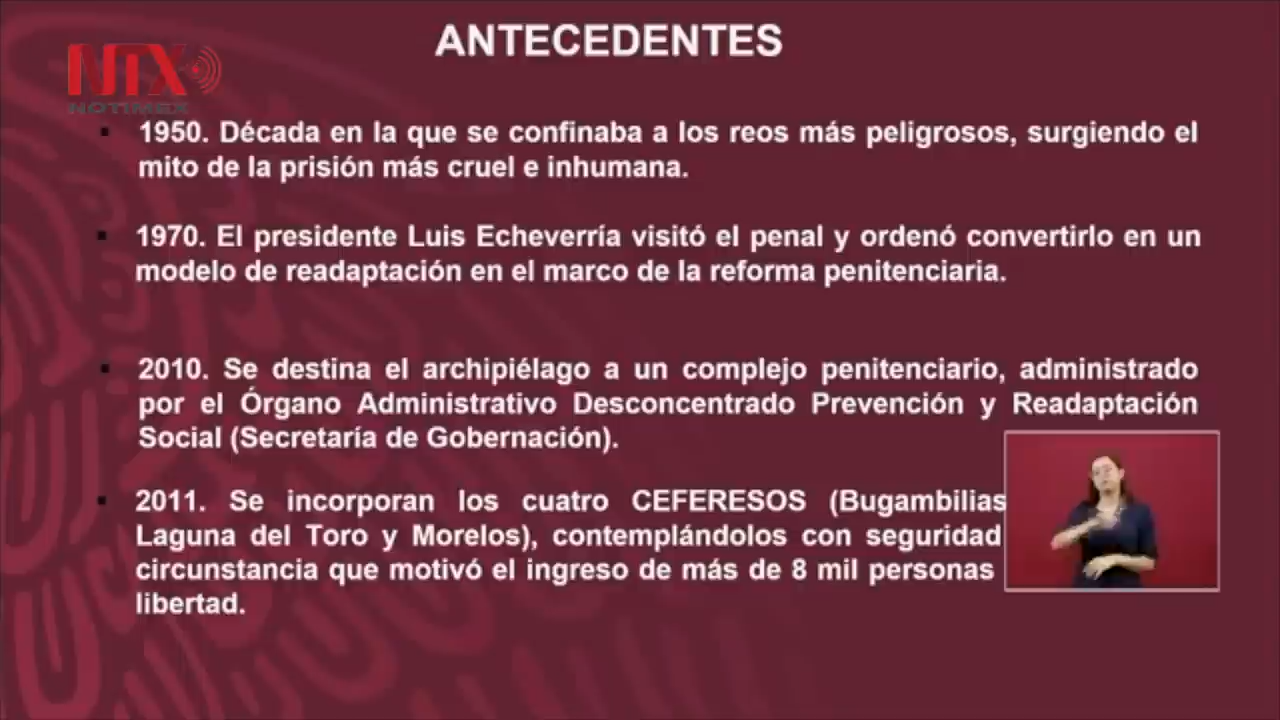 ANTECEDENTES
NTX
NOTIMEX
▪ 1950. Década en la que se confinaba a los reos más peligrosos, surgiendo el
mito de la prisión más cruel e inhumana.
▪ 1970. El presidente Luis Echeverría visitó el penal y ordenó convertirlo en un
modelo de readaptación en el marco de la reforma penitenciaria.
▪ 2010. Se destina el archipiélago a un complejo penitenciario, administrado
por el Órgano Administrativo Desconcentrado Prevención y Readaptación
Social (Secretaría de Gobernación).
▪ 2011. Se incorporan los cuatro CEFERESOS (Bugambilias
Laguna del Toro y Morelos), contemplándolos con seguridad
circunstancia que motivó el ingreso de más de 8 mil personas
libertad.